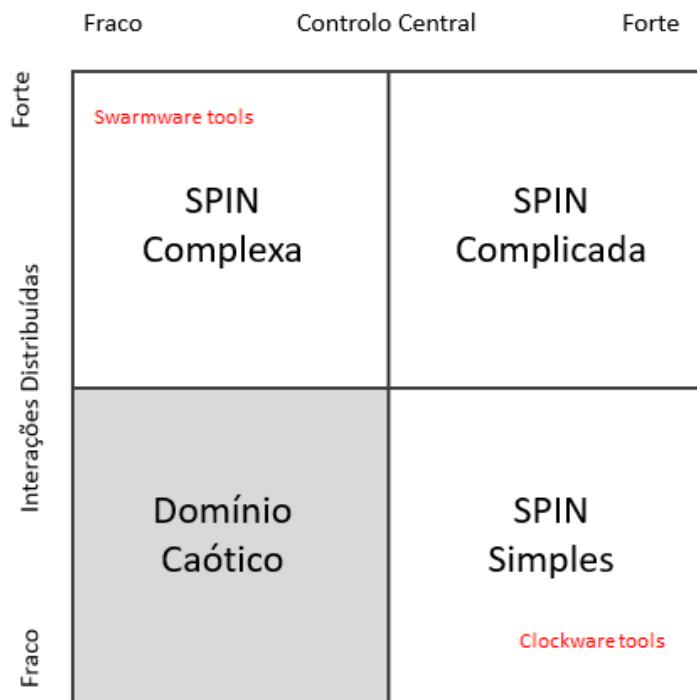 Fraco Controlo Central Forte
Forte
Swarmware tools
SPIN SPIN
Complexa Complicada
Interações Distribuídas
Domínio SPIN
Caótico Simples
Fraco
Clockware tools